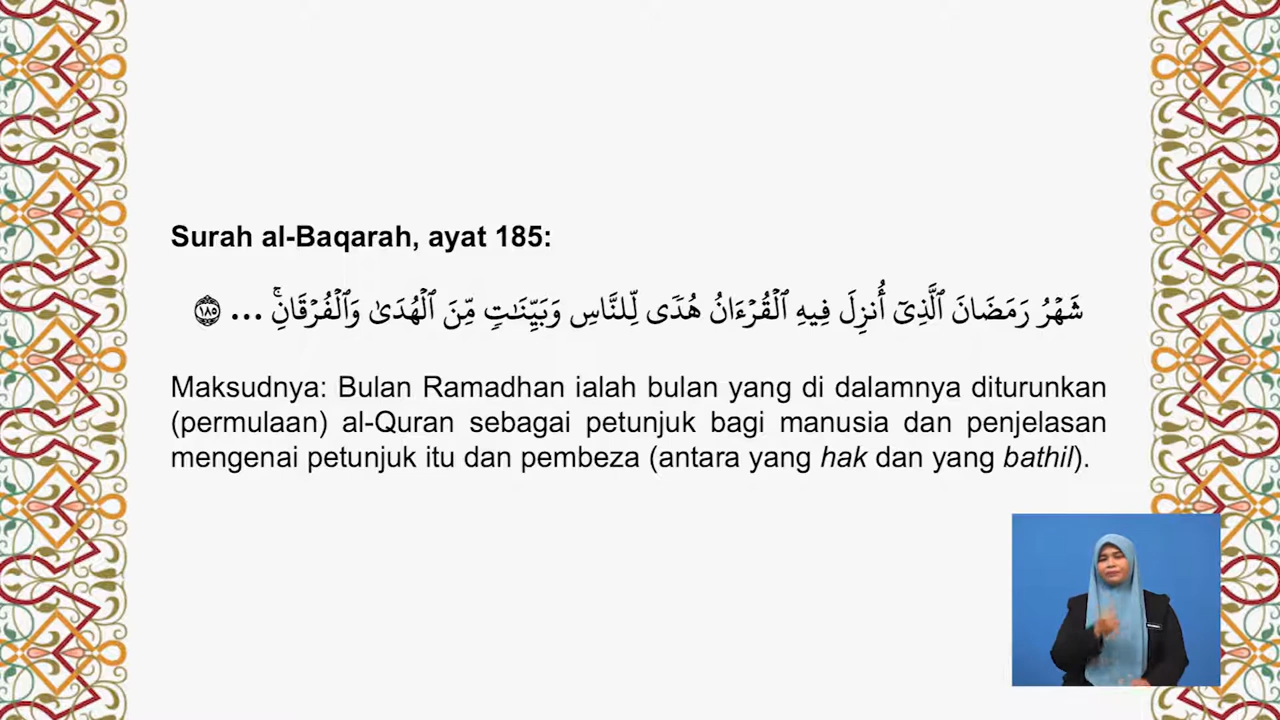 Surah al-Baqarah, ayat 185:
شَهْرُ رَمَضَانَ ٱلَّذِىٓ أُنزِلَ فِيهِ ٱلْقُرْءَانُ هُدًى لِّلنَّاسِ وَبَيِّنَـٰتٍ مِّنَ ٱلْهُدَىٰ وَٱلْفُرْقَانِۚ ... ١٨٥
Maksudnya: Bulan Ramadhan ialah bulan yang di dalamnya diturunkan
(permulaan) al-Quran sebagai petunjuk bagi manusia dan penjelasan
mengenai petunjuk itu dan pembeza (antara yang hak dan yang bathil).